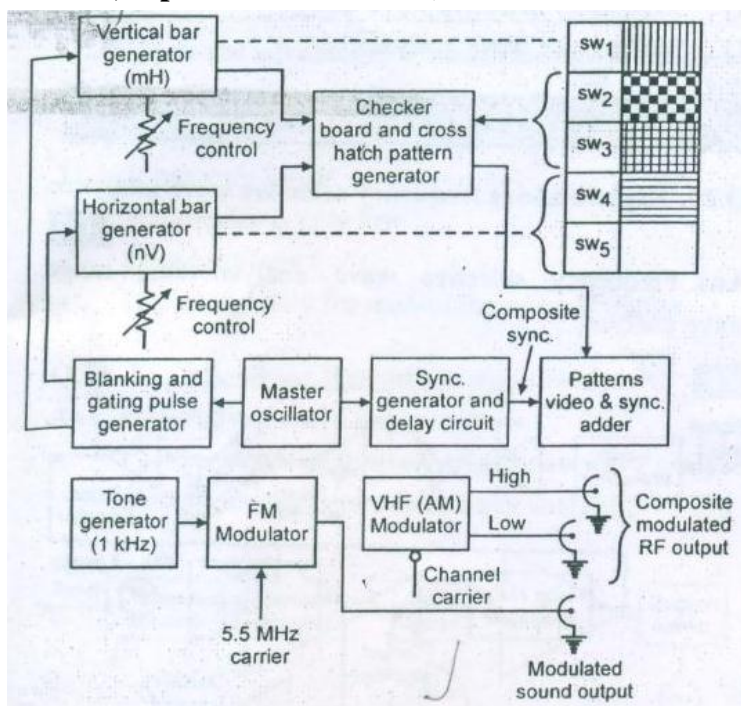 Vertical bar
generator
(mH)
Frequency
control
Horizontal bar
generator
(nV)
Frequency
control
Checker
board and cross
hatch pattern
generator
sw1
sw2
sw3
sw4
sw5
Composite
sync.
Blanking and
gating pulse
generator
Master
oscillator
Sync.
generator and
delay circuit
Patterns
video & sync.
adder
Tone
generator
(1 kHz)
FM
Modulator
5.5 MHz
carrier
VHF (AM)
Modulator
High
Low
Channel
carrier
Composite
modulated
RF output
Modulated
sound output